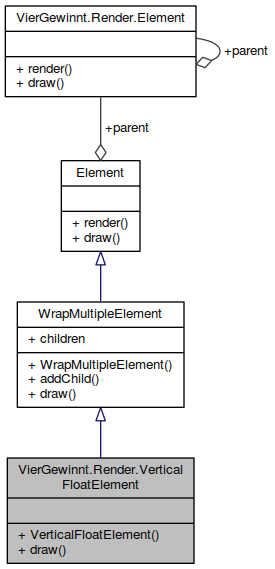 VierGewinnt.Render.Element
+ render()
+ draw()
+parent
+parent
Element
+ render()
+ draw()
WrapMultipleElement
+ children
+ WrapMultipleElement()
+ addChild()
+ draw()
VierGewinnt.Render.Vertical
FloatElement
+ VerticalFloatElement()
+ draw()